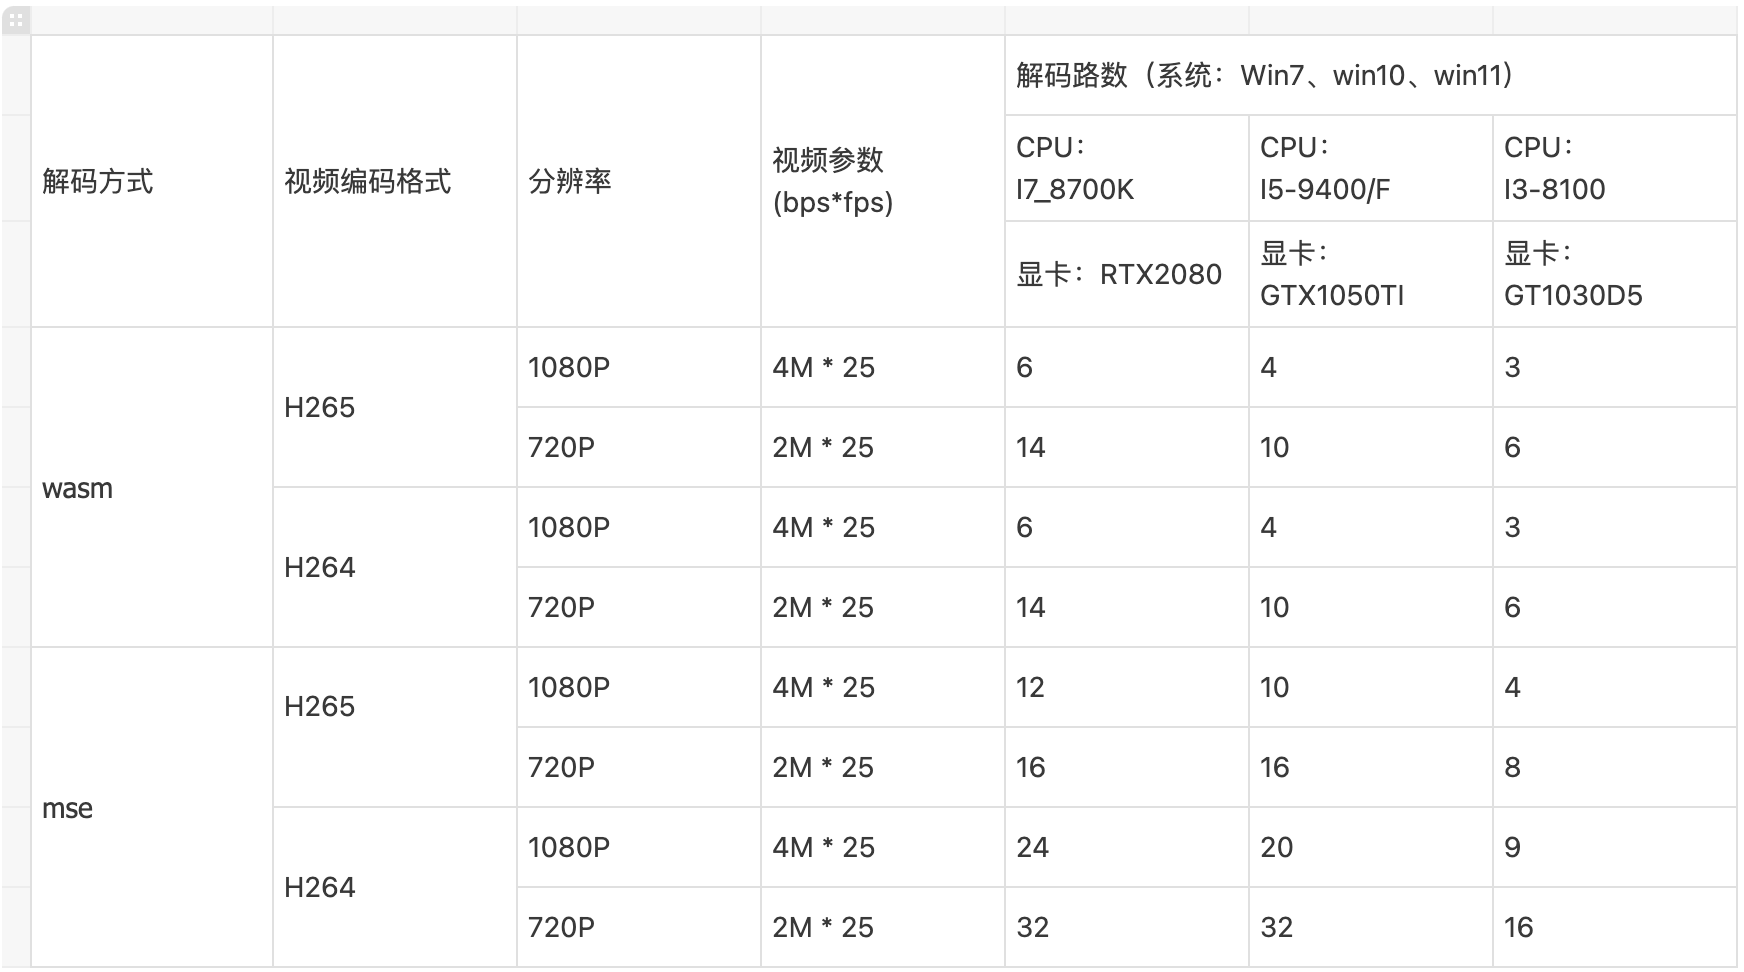 解码方式
视频编码格式
分辨率
视频参数
(bps*fps)
解码路数（系统：Win7、win10、win11）
CPU：
I7_8700K
CPU：
I5-9400/F
CPU：
I3-8100
显卡：RTX2080
显卡：
GTX1050TI
显卡：
GT1030D5
wasm
H265
1080P
4M * 25
6
4
3
720P
2M * 25
14
10
6
H264
1080P
4M * 25
6
4
3
720P
2M * 25
14
10
6
mse
H265
1080P
4M * 25
12
10
4
720P
2M * 25
16
16
8
H264
1080P
4M * 25
24
20
9
720P
2M * 25
32
32
16